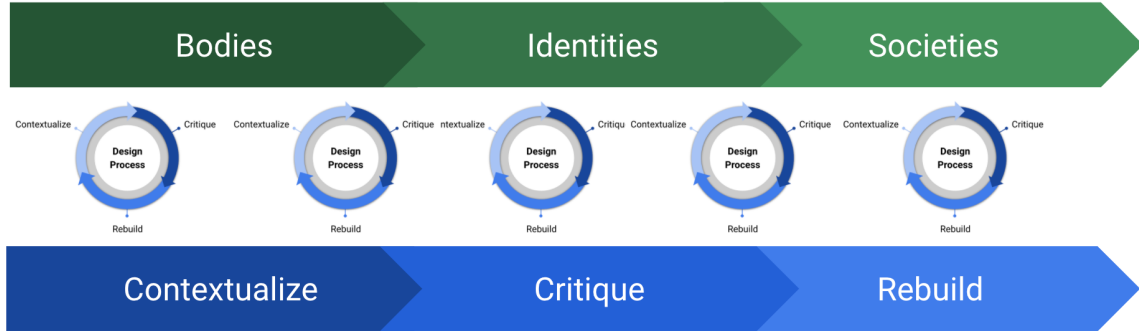 Bodies
Identities
Societies
Contextualize
Critique
Design
Process
Rebuild
Contextualize
Critique
Design
Process
Rebuild
ntextualize
Critiqu
Design
Process
Rebuild
Contextualize
Critique
Design
Process
Rebuild
Contextualize
Critique
Design
Process
Rebuild
Contextualize
Critique
Rebuild